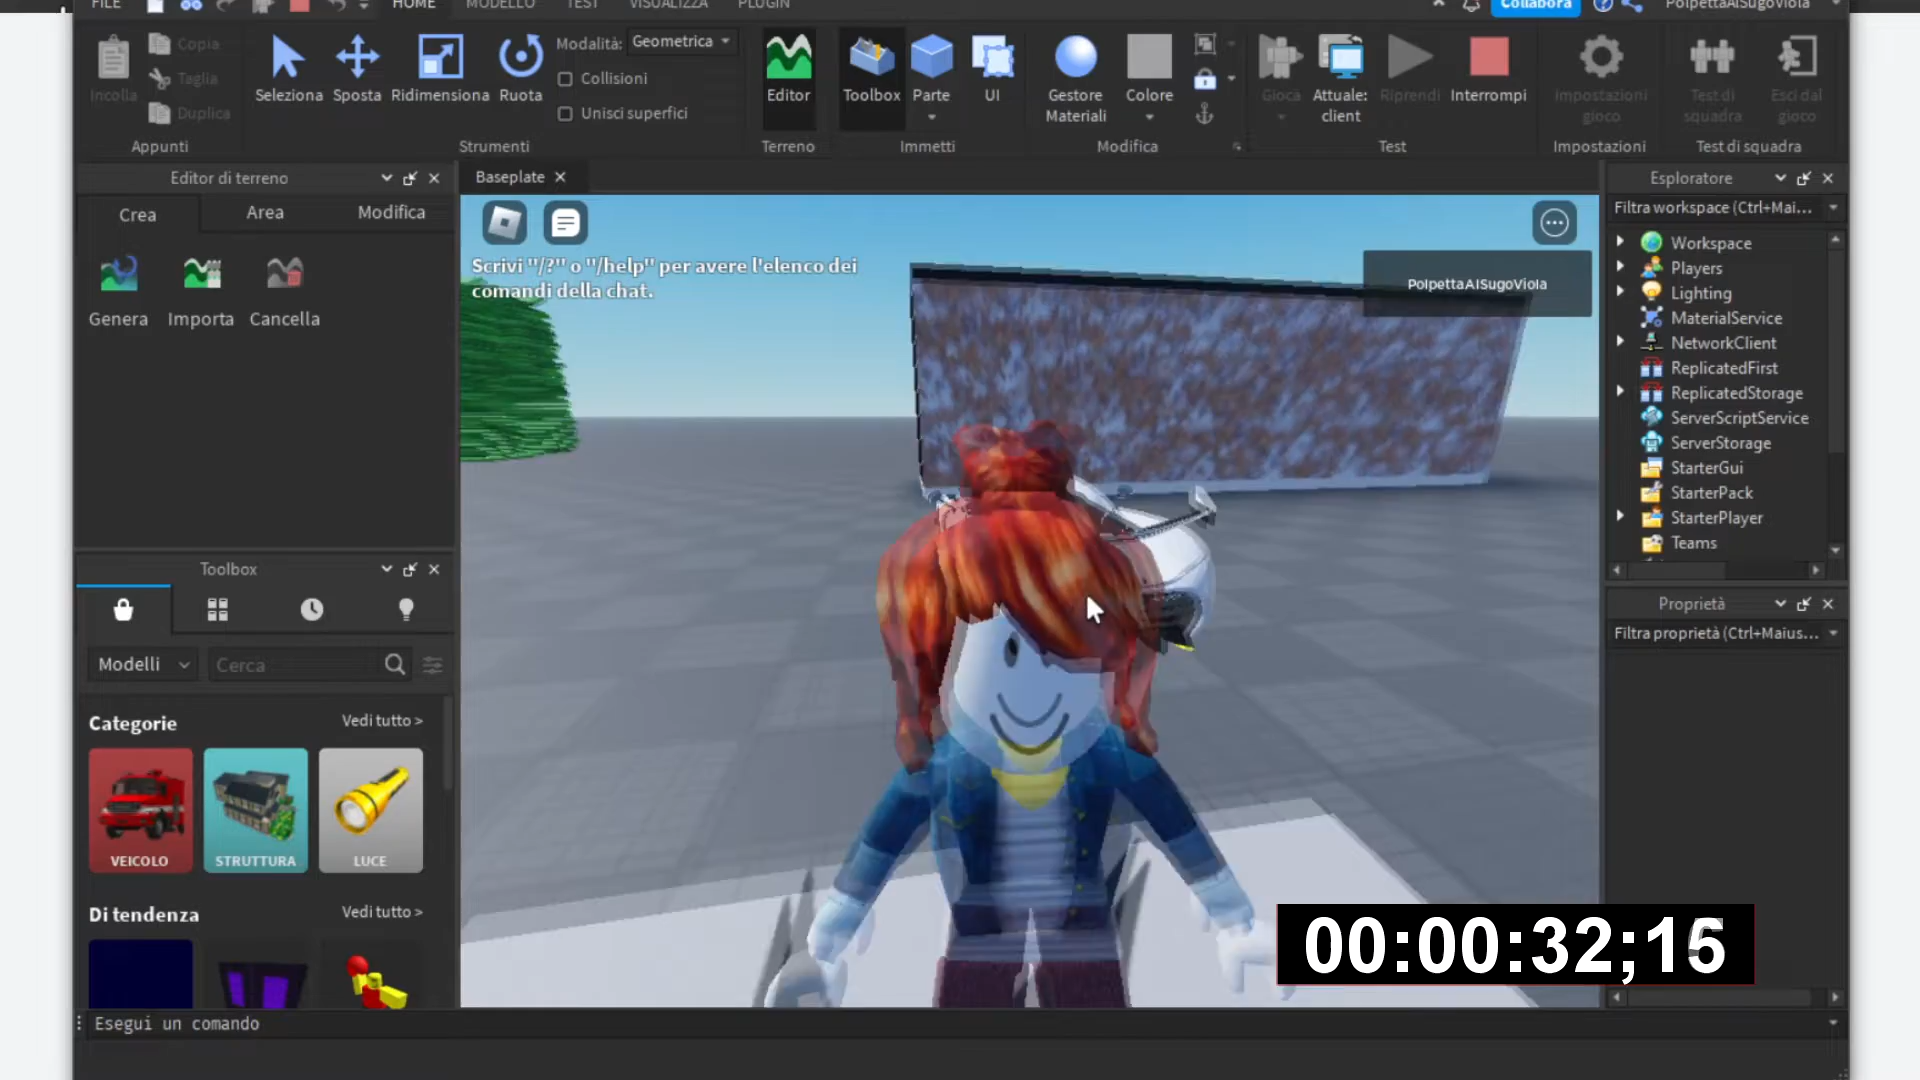 FILE HOME MODELLO TEST VISUALIZZA PLUGIN
Collabora PolpettaAlSugoViola
Incolla
Copia
Taglia
Duplica
Appunti
Seleziona Sposta Ridimensiona Ruota
Modalità: Geometrica
Collisioni
Unisci superfici
Strumenti
Editor
Terreno
Toolbox Parte UI
Immetti
Gestore Materiali
Colore
Modifica
Gioca
Attuale: client
Riprendi Interrompi
Test
Impostazioni gioco
Impostazioni
Test di squadra
Esci dal gioco
Test di squadra
Editor di terreno
Crea Area Modifica
Genera Importa Cancella
Toolbox
Modelli Cerca
Categorie Vedi tutto >
VEICOLO STRUTTURA LUCE
Di tendenza Vedi tutto >
Baseplate
Scrivi "/?" o "/help" per avere l'elenco dei
comandi della chat.
PolpettaAlSugoViola
Esploratore
Filtra workspace (Ctrl+Mai...
Workspace
Players
Lighting
MaterialService
NetworkClient
ReplicatedFirst
ReplicatedStorage
ServerScriptService
ServerStorage
StarterGui
StarterPack
StarterPlayer
Teams
Proprietà
Filtra proprietà (Ctrl+Maius...
00:00:32;15
Esegui un comando